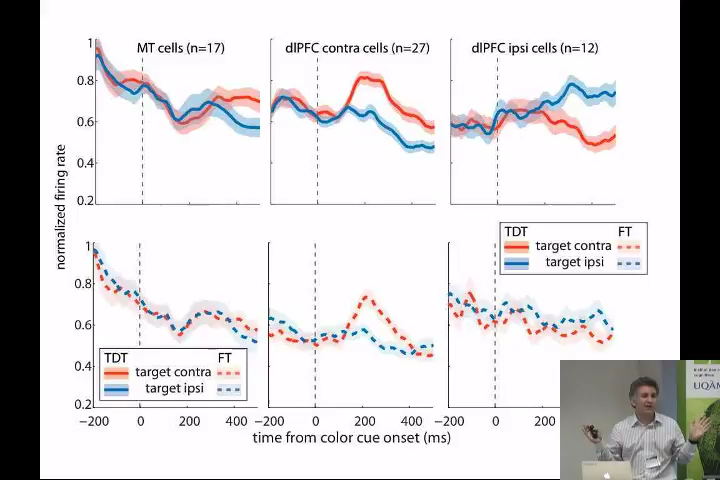 MT cells (n=17)
dlPFC contra cells (n=27)
dlPFC ipsi cells (n=12)
1
0.8
0.6
0.4
0.2
normalized firing rate
TDT FT
target contra
target ipsi
1
0.8
0.6
0.4
0.2
TDT FT
target contra
target ipsi
−200 0 200 400
−200 0 200 400
−200 0 200
time from color cue onset (ms)
UQÀM